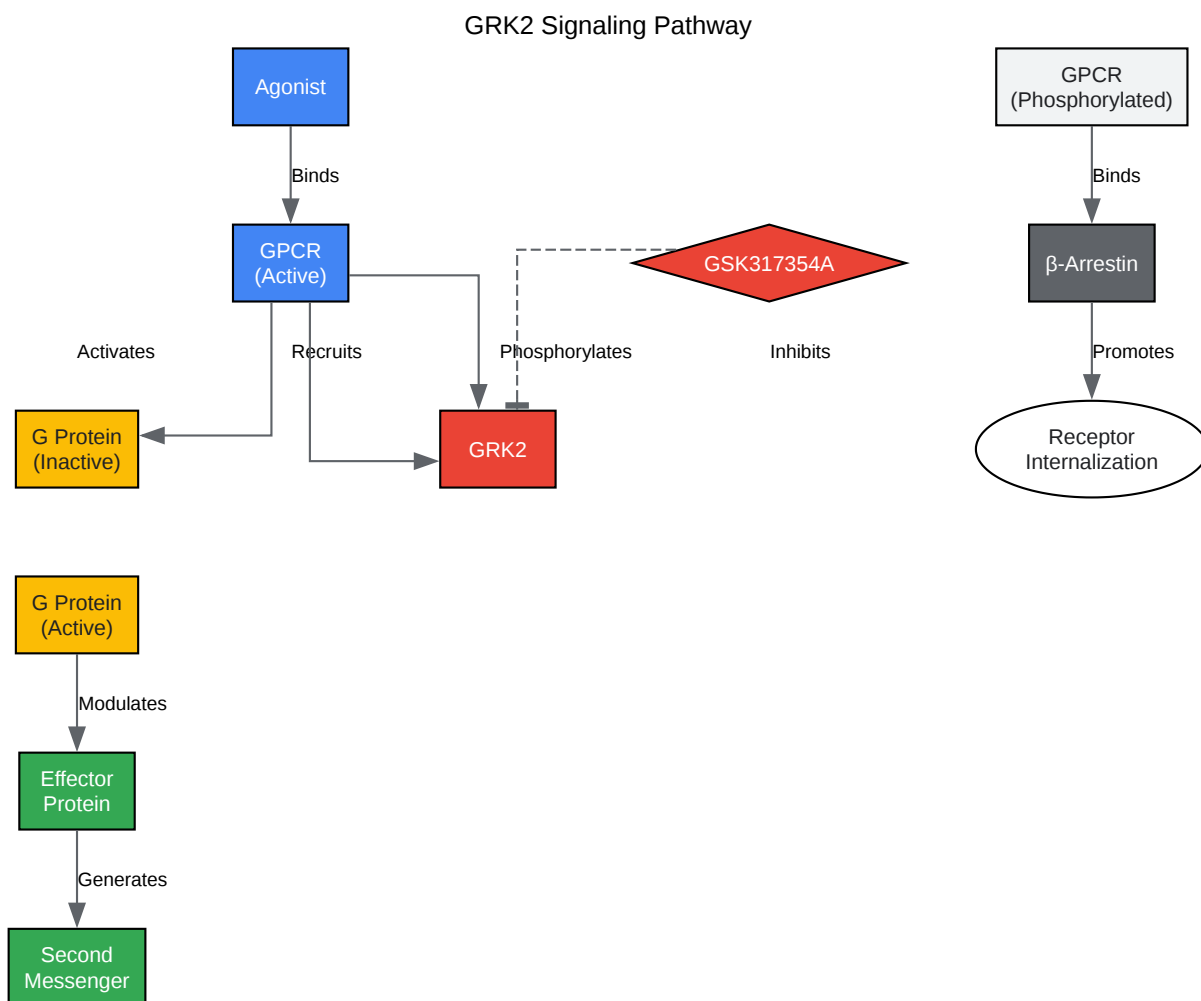 GRK2 Signaling Pathway
Agonist
GPCR
(Phosphorylated)
Binds
Binds
GPCR
(Active)
GSK317354A
β-Arrestin
Activates
Recruits
Phosphorylates
Inhibits
Promotes
G Protein
(Inactive)
GRK2
Receptor
Internalization
G Protein
(Active)
Modulates
Effector
Protein
Generates
Second
Messenger